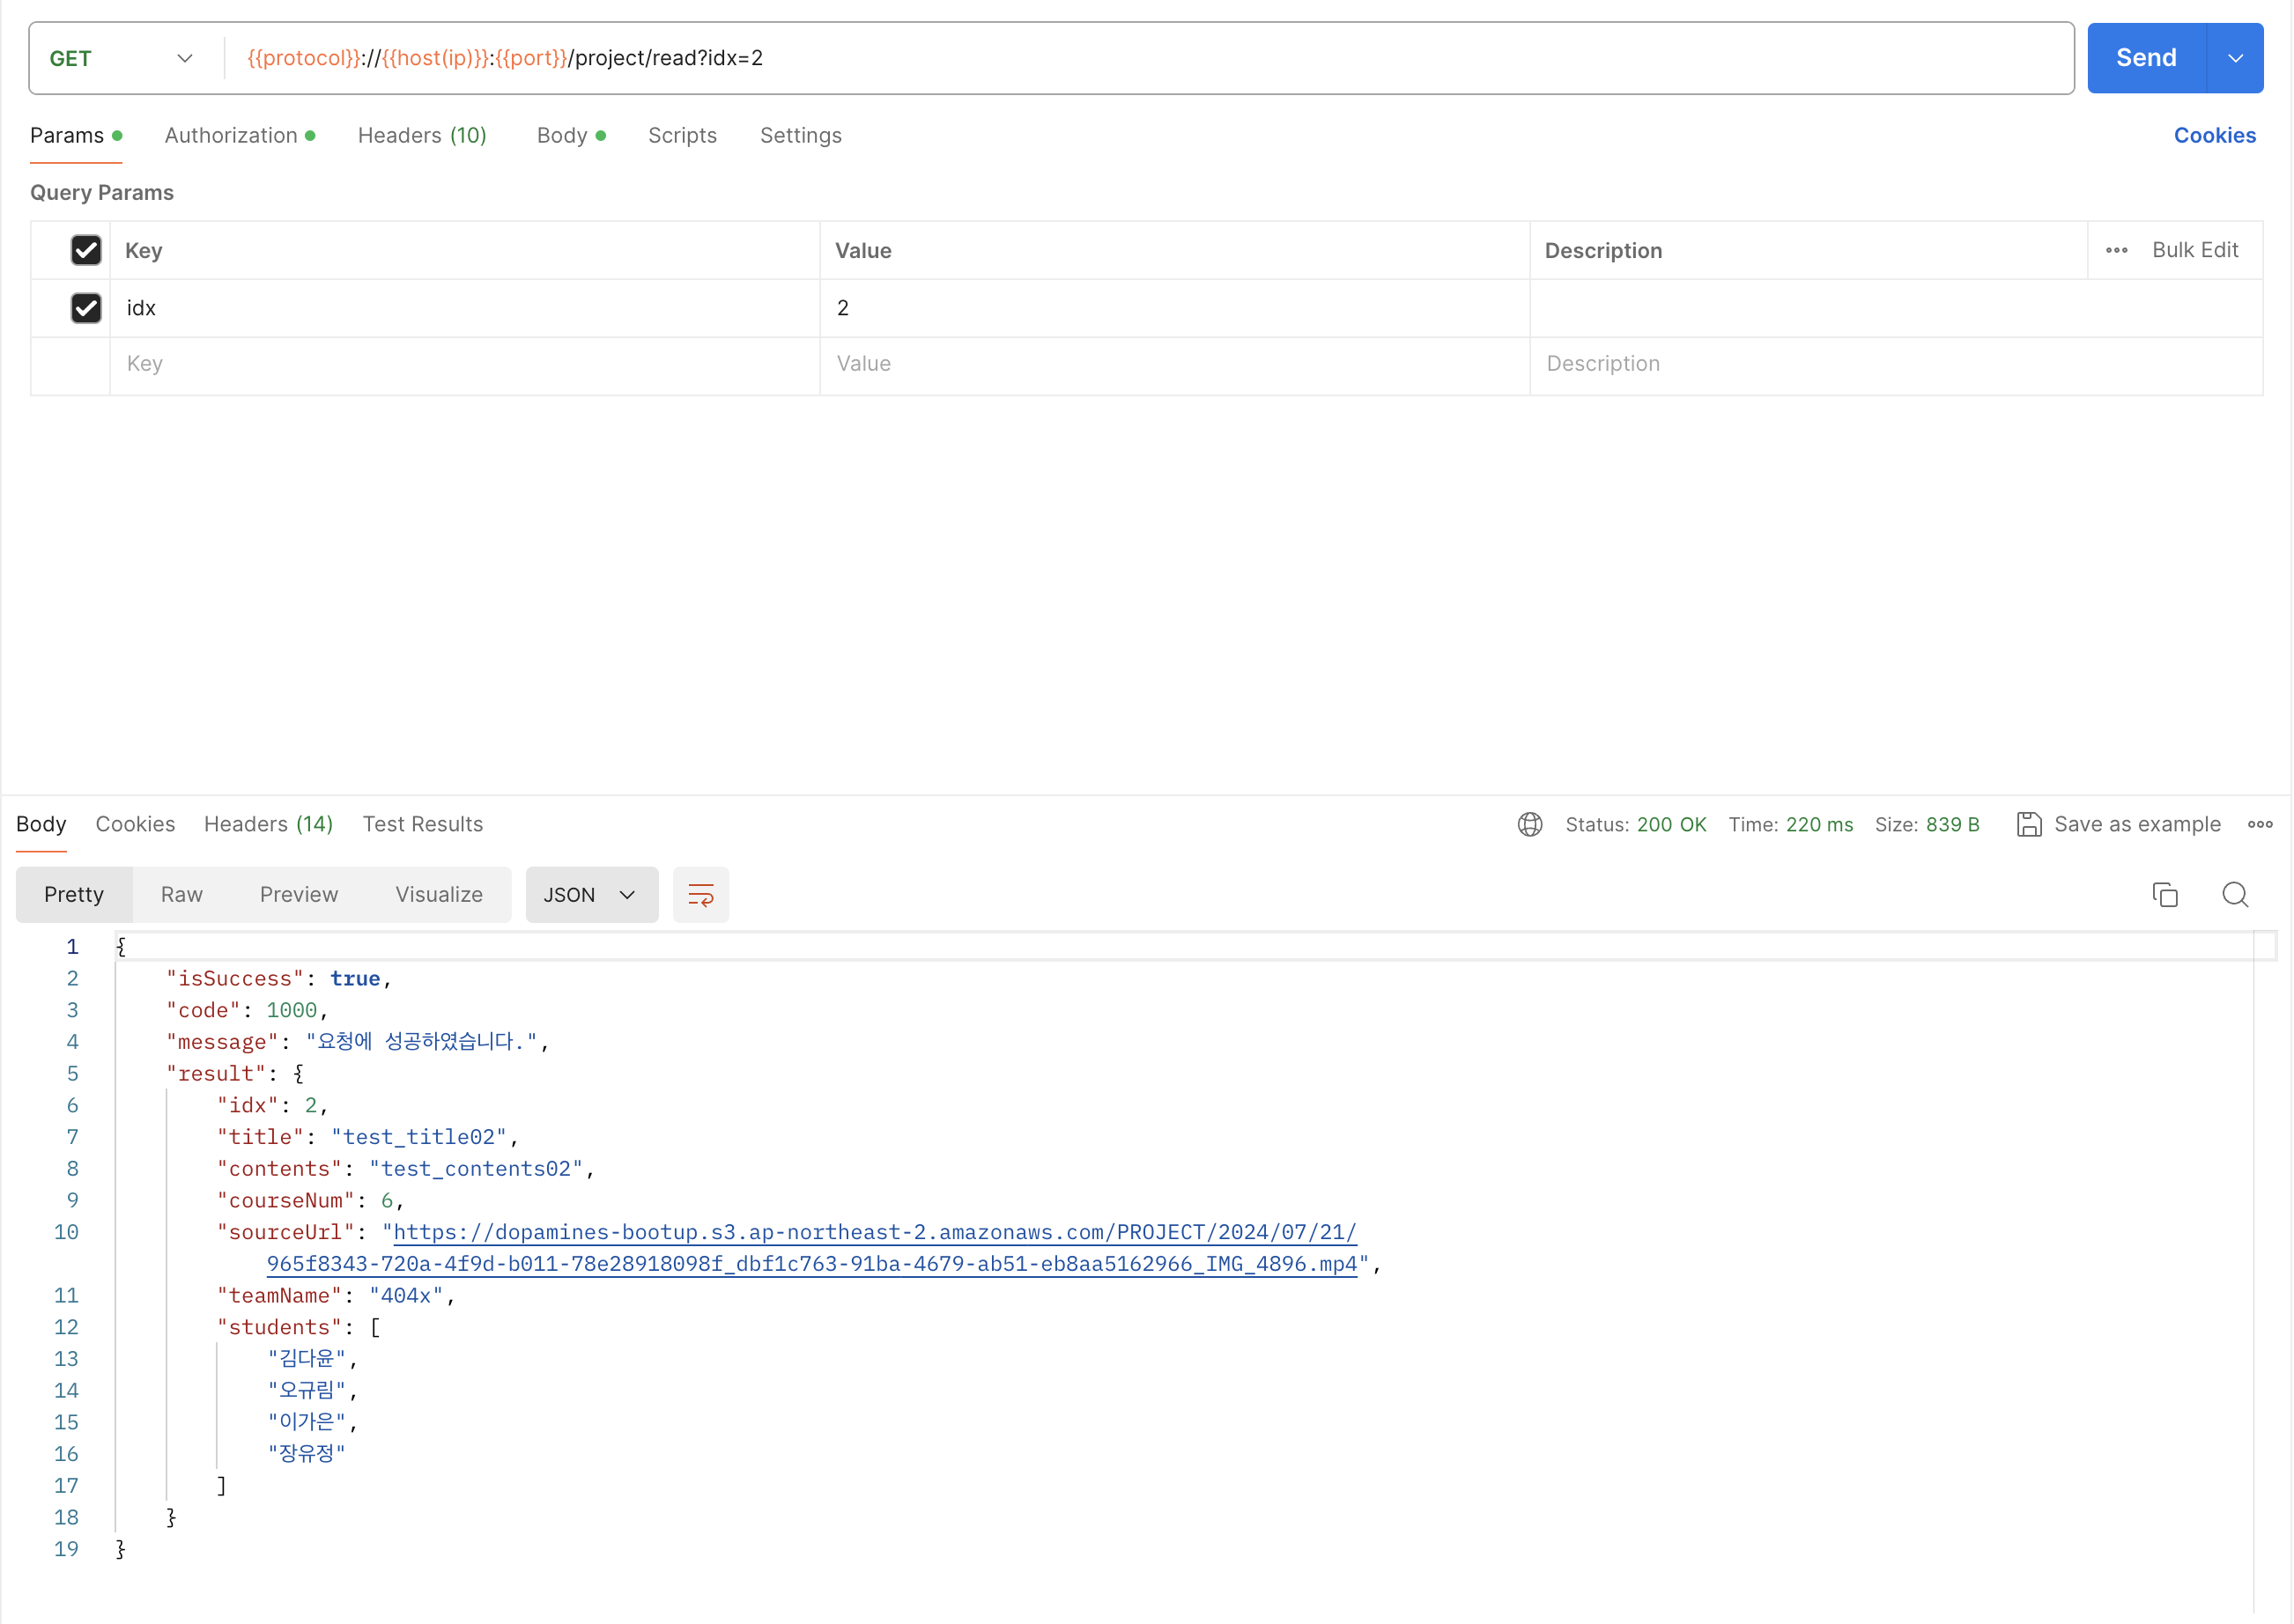 GET {{protocol}}://{{host(ip)}}:{{port}}/project/read?idx=2 Send
Params Authorization Headers (10) Body Scripts Settings Cookies
Query Params
Key Value Description Bulk Edit
idx 2
Key Value Description
Body Cookies Headers (14) Test Results Status: 200 OK Time: 220 ms Size: 839 B Save as example
Pretty Raw Preview Visualize JSON
1 {
2 "isSuccess": true,
3 "code": 1000,
4 "message": "요청에 성공하였습니다.",
5 "result": {
6 "idx": 2,
7 "title": "test_title02",
8 "contents": "test_contents02",
9 "courseNum": 6,
10 "sourceUrl": "https://dopamines-bootup.s3.ap-northeast-2.amazonaws.com/PROJECT/2024/07/21/
965f8343-720a-4f9d-b011-78e28918098f_dbf1c763-91ba-4679-ab51-eb8aa5162966_IMG_4896.mp4",
11 "teamName": "404x",
12 "students": [
13 "김다윤",
14 "오규림",
15 "이가은",
16 "장유정"
17 ]
18 }
19 }